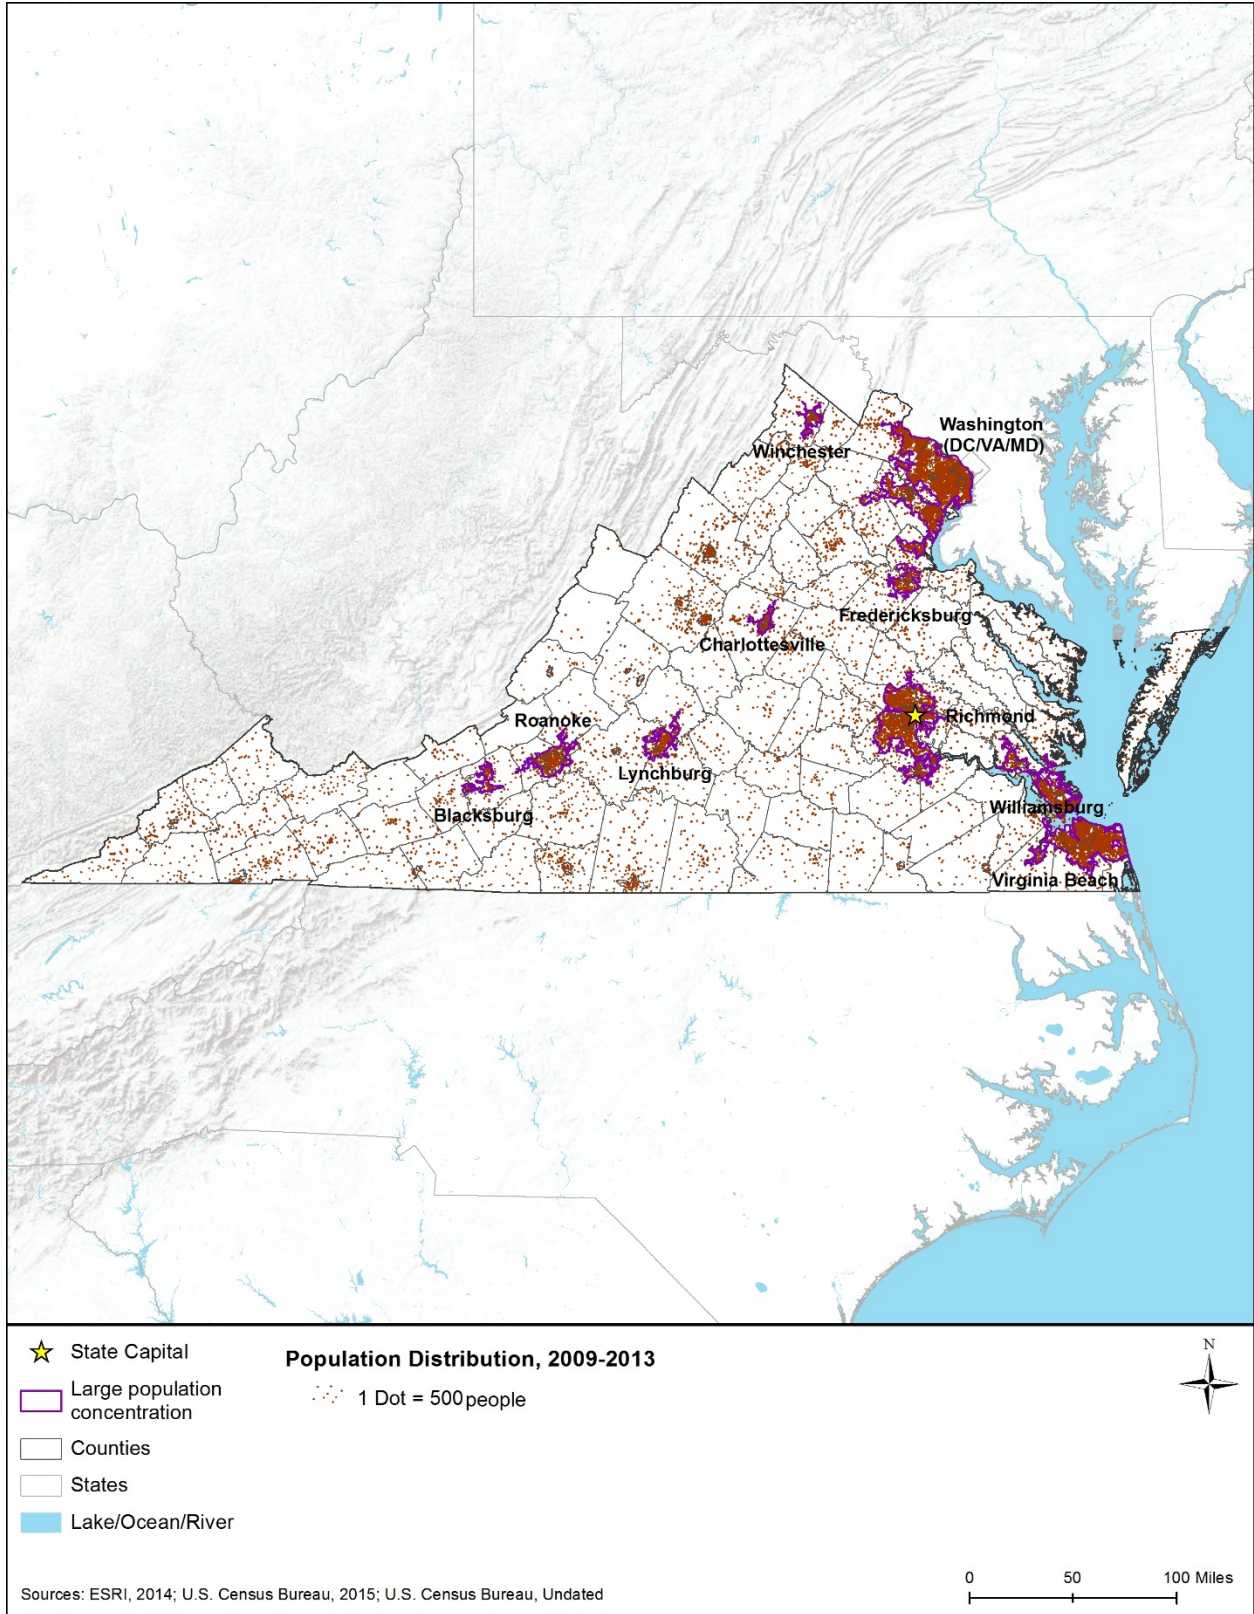 Washington
(DC/VA/MD)
Winchester
Fredericksburg
Charlottesville
Roanoke
Richmond
Lynchburg
Williamsburg
Blacksburg
Virginia Beach
State Capital
Large population
concentration
Counties
States
Lake/Ocean/River
Population Distribution, 2009-2013
1 Dot = 500 people
N
Sources: ESRI, 2014; U.S. Census Bureau, 2015; U.S. Census Bureau, Undated
0 50 100 Miles